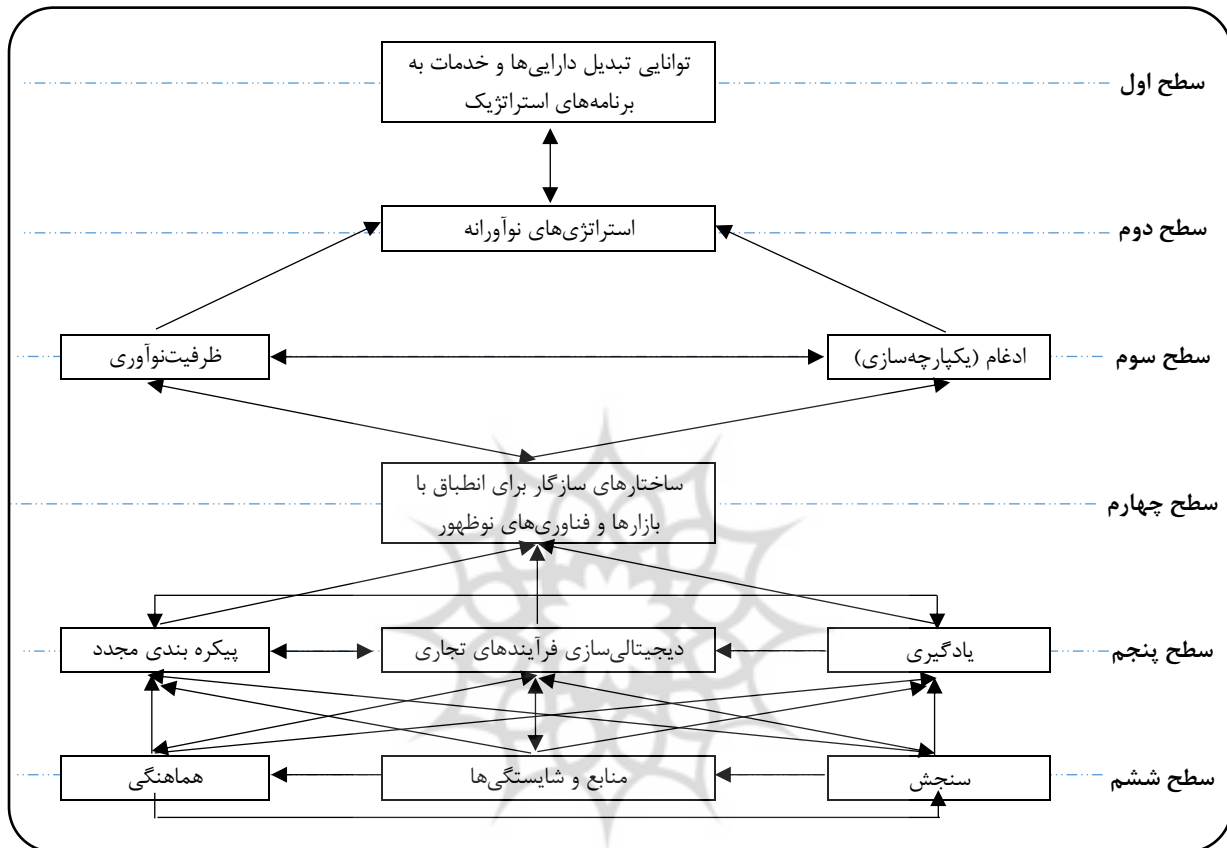 سطح اول
توانایی تبدیل دارایی‌ها و خدمات به
برنامه‌های استراتژیک
سطح دوم
استراتژی‌های نوآورانه
سطح سوم
ادغام (یکپارچه‌سازی)
ظرفیت‌نوآوری
سطح چهارم
ساختارهای سازگار برای انطباق با
بازارها و فناوری‌های نوظهور
سطح پنجم
یادگیری
دیجیتالی‌سازی فرآیندهای تجاری
پیکره بندی مجدد
سطح ششم
سنجش
منابع و شایستگی‌ها
هماهنگی